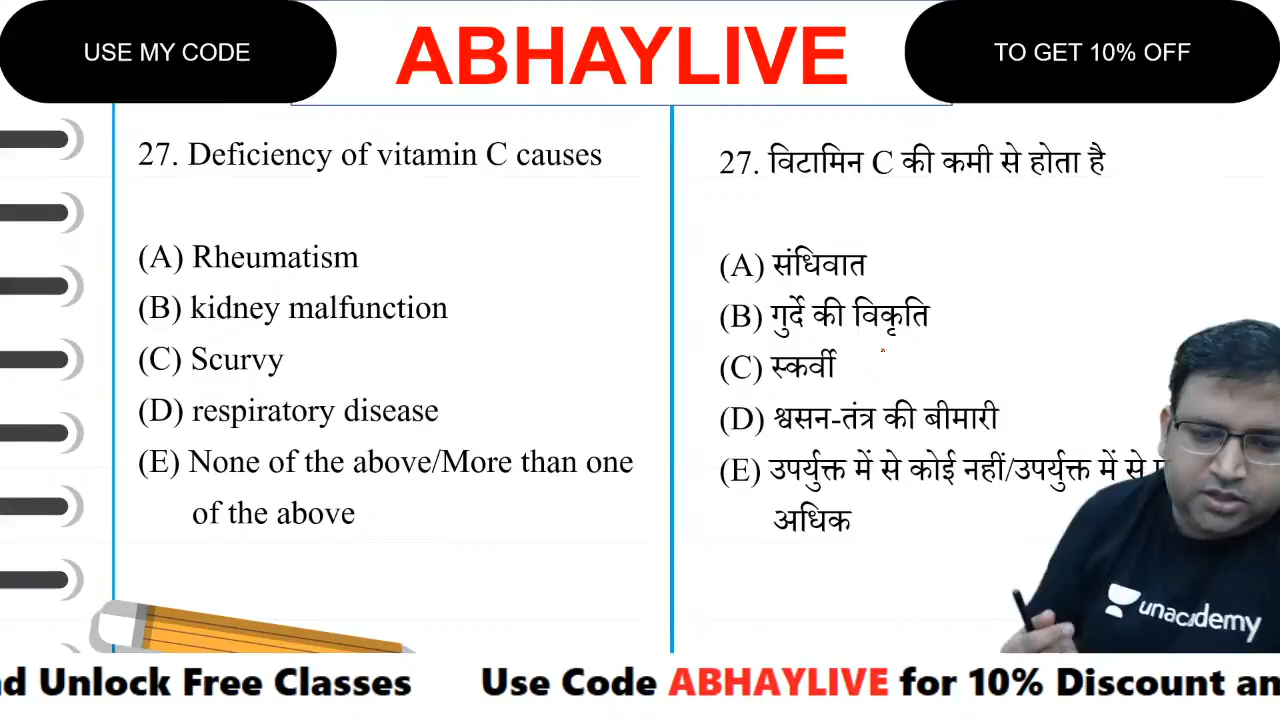 USE MY CODE
ABHAYLIVE
TO GET 10% OFF
27. Deficiency of vitamin C causes
(A) Rheumatism
(B) kidney malfunction
(C) Scurvy
(D) respiratory disease
(E) None of the above/More than one
of the above
27. विटामिन C की कमी से होता है
(A) संधिवात
(B) गुर्दे की विकृति
(C) स्कर्वी
(D) श्वसन-तंत्र की बीमारी
(E) उपर्युक्त में से कोई नहीं/उपर्युक्त में से
अधिक
unacademy
Unlock Free Classes Use Code ABHAYLIVE for 10% Discount